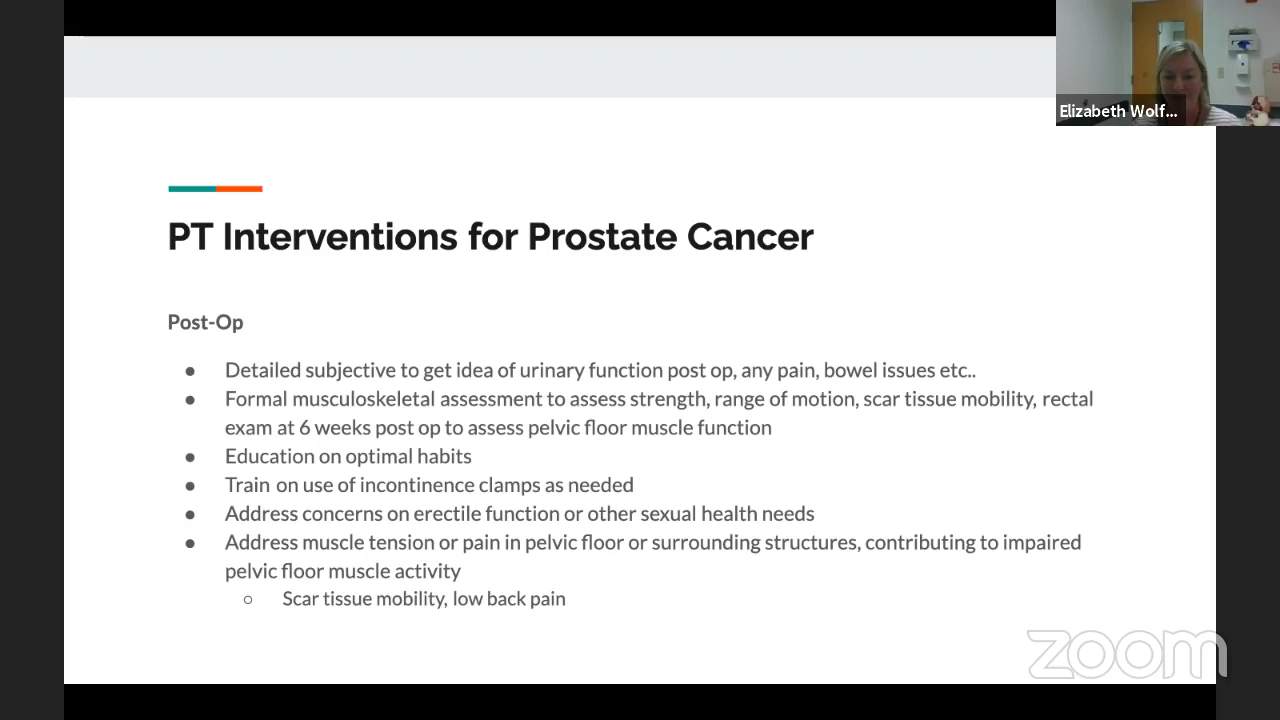 Elizabeth Wolf...
PT Interventions for Prostate Cancer
Post-Op
● Detailed subjective to get idea of urinary function post op, any pain, bowel issues etc..
● Formal musculoskeletal assessment to assess strength, range of motion, scar tissue mobility, rectal
exam at 6 weeks post op to assess pelvic floor muscle function
● Education on optimal habits
● Train on use of incontinence clamps as needed
● Address concerns on erectile function or other sexual health needs
● Address muscle tension or pain in pelvic floor or surrounding structures, contributing to impaired
pelvic floor muscle activity
○ Scar tissue mobility, low back pain
zoom